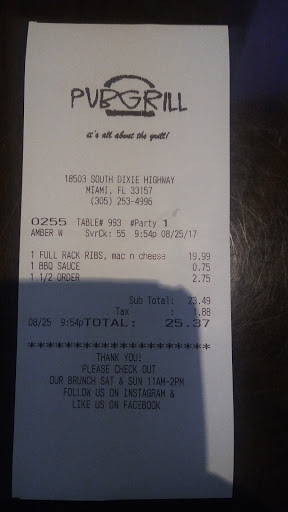 PUBGRILL
it's all about the grill!
18503 SOUTH DIXIE HIGHWAY
MIAMI, FL 33157
(305) 253-4996
0255 TABLE# 993 #Party 1
AMBER W SvrCk: 55 9:54p 08/25/17
1 FULL RACK RIBS, mac n cheese 19.99
1 BBQ SAUCE 0.75
1 1/2 ORDER 2.75
Sub Total: 23.49
Tax : 1.88
08/25 9:54p TOTAL: 25.37
********************
THANK YOU!
PLEASE CHECK OUT
OUR BRUNCH SAT & SUN 11AM-2PM
FOLLOW US ON INSTAGRAM &
LIKE US ON FACEBOOK